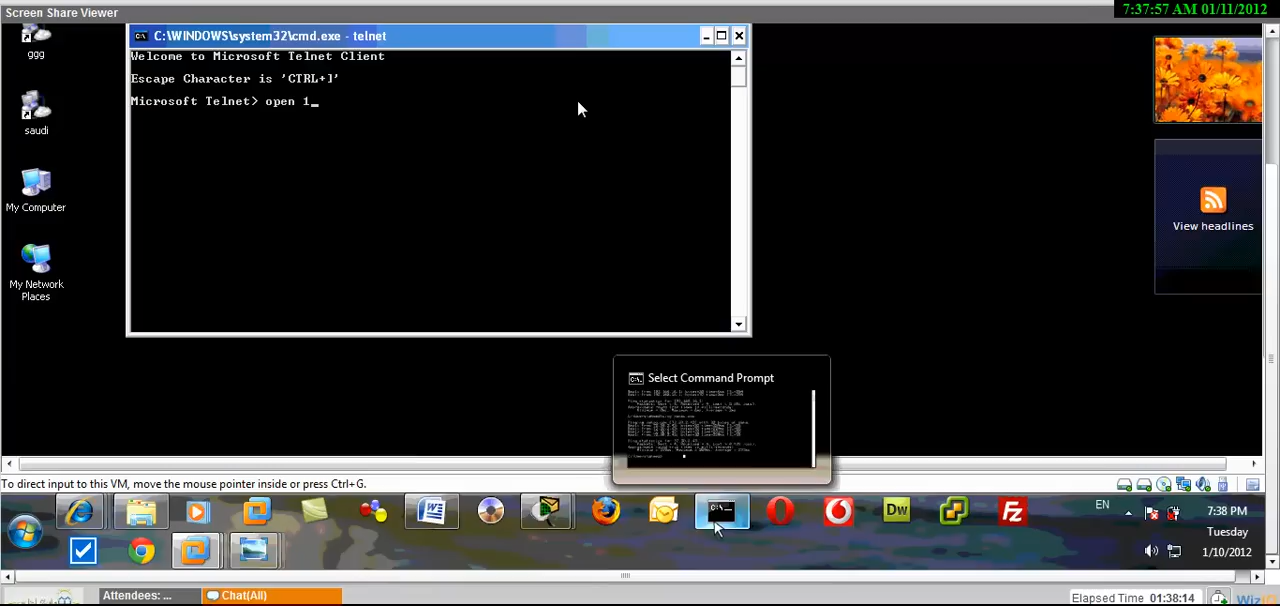 Screen Share Viewer
7:37:57 AM 01/11/2012
C:\WINDOWS\system32\cmd.exe - telnet
Welcome to Microsoft Telnet Client
Escape Character is 'CTRL+]'
Microsoft Telnet> open 1_
ggg
saudi
My Computer
My Network
Places
View headlines
Select Command Prompt
To direct input to this VM, move the mouse pointer inside or press Ctrl+G.
Dw
Fz
EN
7:38 PM
Tuesday
1/10/2012
Attendees: ...
Chat(All)
Elapsed Time 01:38:14
WizIQ